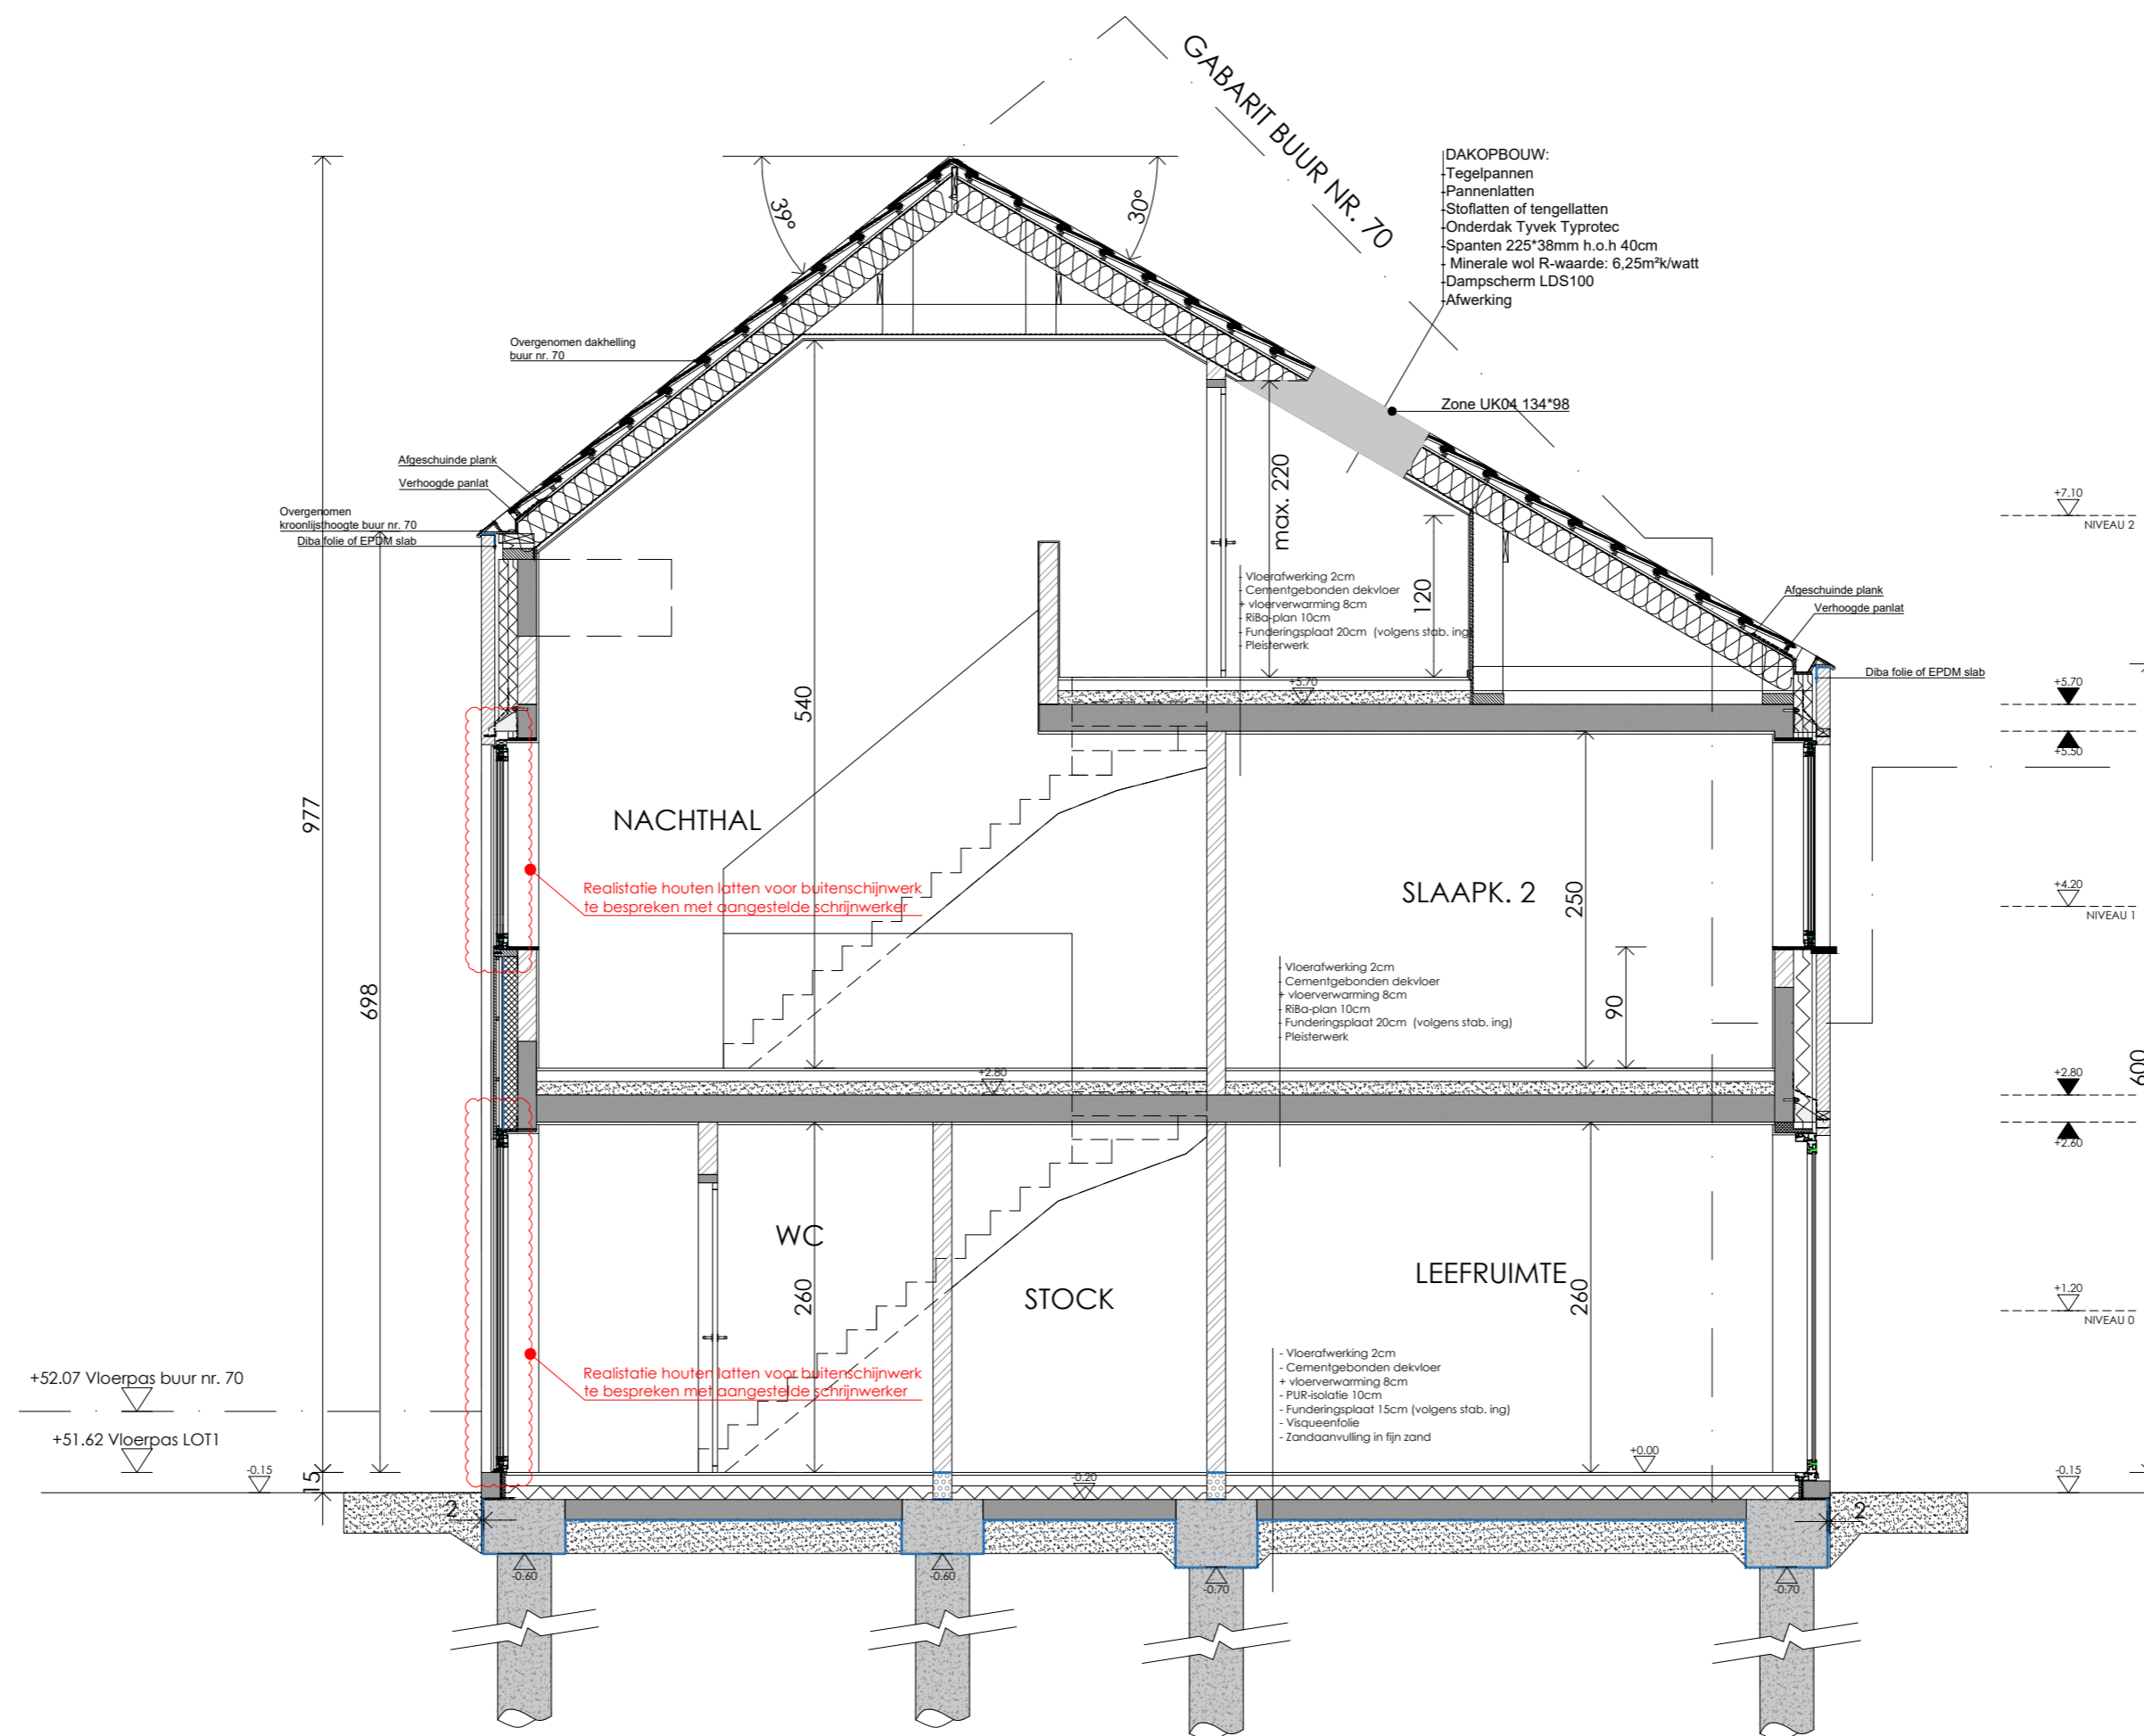 GABARIT BUUR NR. 70
DAKOPBOUW:
-Tegelpannen
-Pannenlatten
-Stoflatten of tengellatten
-Onderdak Tyvek Typrotec
-Spanten 225*38mm h.o.h 40cm
- Minerale wol R-waarde: 6,25m²k/watt
-Dampscherm LDS100
-Afwerking
39°
30°
Overgenomen dakhelling
buur nr. 70
Zone UK04 134*98
Afgeschuinde plank
Verhoogde panlat
Overgenomen
kroonlijsthoogte buur nr. 70
Diba folie of EPDM slab
max. 220
120
+7.10
NIVEAU 2
- Vloerafwerking 2cm
- Cementgebonden dekvloer
+ vloerverwarming 8cm
- RiBa-plan 10cm
- Funderingsplaat 20cm (volgens stab. ing
- Pleisterwerk
Afgeschuinde plank
Verhoogde panlat
Diba folie of EPDM slab
+5.70
+5.70
+5.50
540
977
698
NACHTHAL
Realistatie houten latten voor buitenschijnwerk
te bespreken met aangestelde schrijnwerker
SLAAPK. 2
250
90
+4.20
NIVEAU 1
- Vloerafwerking 2cm
- Cementgebonden dekvloer
+ vloerverwarming 8cm
- RiBa-plan 10cm
- Funderingsplaat 20cm (volgens stab. ing)
- Pleisterwerk
+2.80
+2.80
+2.60
600
WC
260
STOCK
LEEFRUIMTE
260
+1.20
NIVEAU 0
Realistatie houten latten voor buitenschijnwerk
te bespreken met aangestelde schrijnwerker
- Vloerafwerking 2cm
- Cementgebonden dekvloer
+ vloerverwarming 8cm
- PUR-isolatie 10cm
- Funderingsplaat 15cm (volgens stab. ing)
- Visqueenfolie
- Zandaanvulling in fijn zand
+52.07 Vloerpas buur nr. 70
+51.62 Vloerpas LOT1
-0.15
15
-0.20
+0.00
-0.15
2
2
-0.60
-0.60
-0.70
-0.70